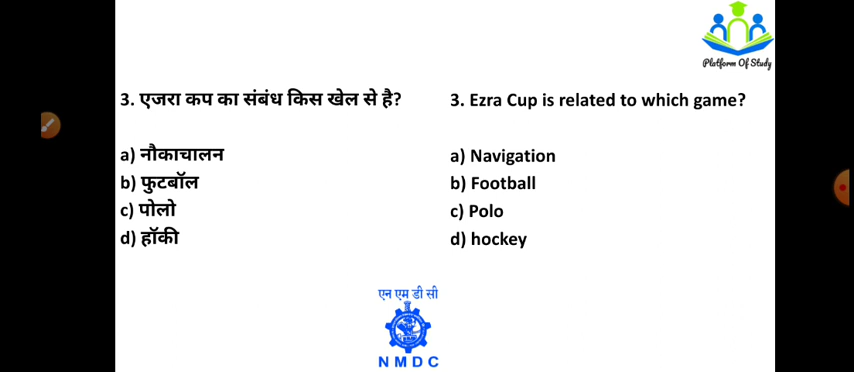 Platform Of Study
3. एजरा कप का संबंध किस खेल से है?
a) नौकाचालन
b) फुटबॉल
c) पोलो
d) हॉकी
3. Ezra Cup is related to which game?
a) Navigation
b) Football
c) Polo
d) hockey
एन एम डी सी
NMDC